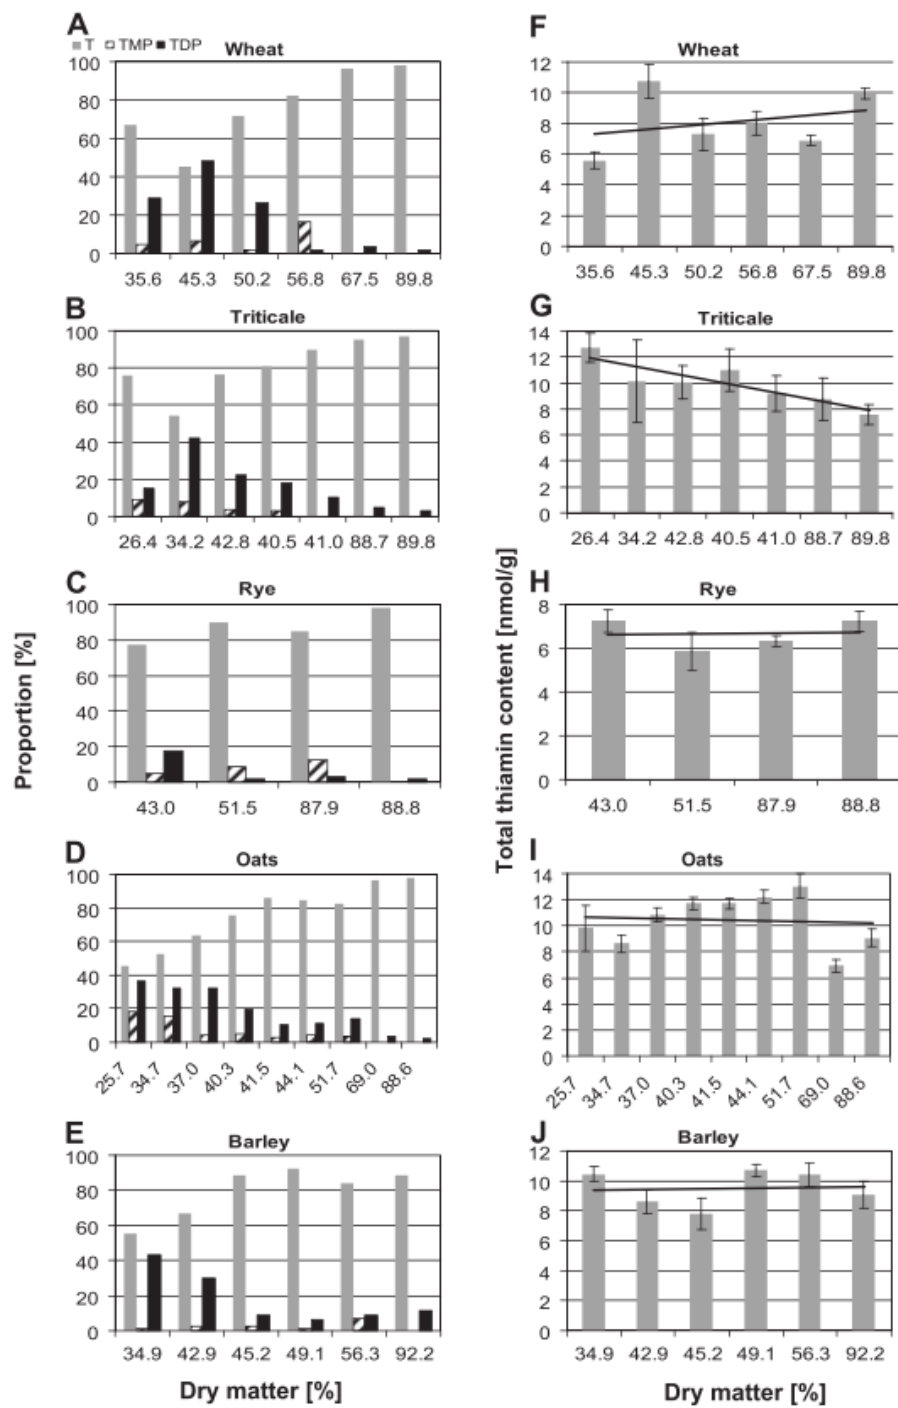 A
T TMP TDP
Wheat
100
80
60
40
20
0
35.6 45.3 50.2 56.8 67.5 89.8
B
Triticale
100
80
60
40
20
0
26.4 34.2 42.8 40.5 41.0 88.7 89.8
C
Rye
100
80
60
40
20
0
43.0 51.5 87.9 88.8
D
Oats
100
80
60
40
20
0
25.7 34.7 37.0 40.3 41.5 44.1 51.7 69.0 88.6
E
Barley
100
80
60
40
20
0
34.9 42.9 45.2 49.1 56.3 92.2
Dry matter [%]
Proportion [%]
F
Wheat
12
10
8
6
4
2
0
35.6 45.3 50.2 56.8 67.5 89.8
G
Triticale
14
12
10
8
6
4
2
0
26.4 34.2 42.8 40.5 41.0 88.7 89.8
H
Rye
8
6
4
2
0
43.0 51.5 87.9 88.8
I
Oats
14
12
10
8
6
4
2
0
25.7 34.7 37.0 40.3 41.5 44.1 51.7 69.0 88.6
J
Barley
12
10
8
6
4
2
0
34.9 42.9 45.2 49.1 56.3 92.2
Dry matter [%]
Total thiamin content [nmol/g]